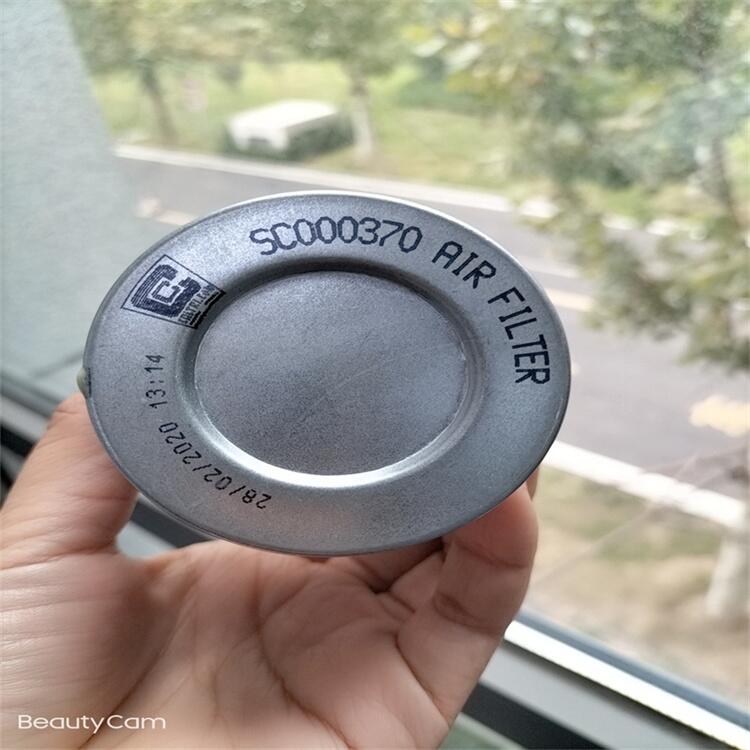 SC000370 AIR FILTER
28/02/2020 13:14
BeautyCam